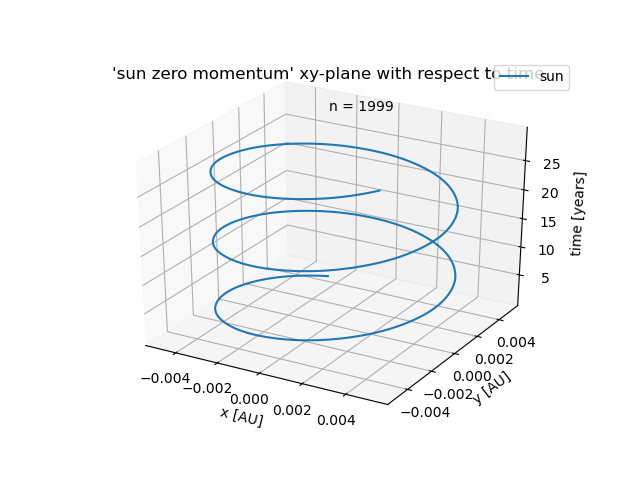 'sun zero momentum' xy-plane with respect to time
sun
n = 1999
25
20
15
10
5
time [years]
0.004
0.002
0.000
−0.002
−0.004
y [AU]
−0.004
−0.002
0.000
0.002
0.004
x [AU]